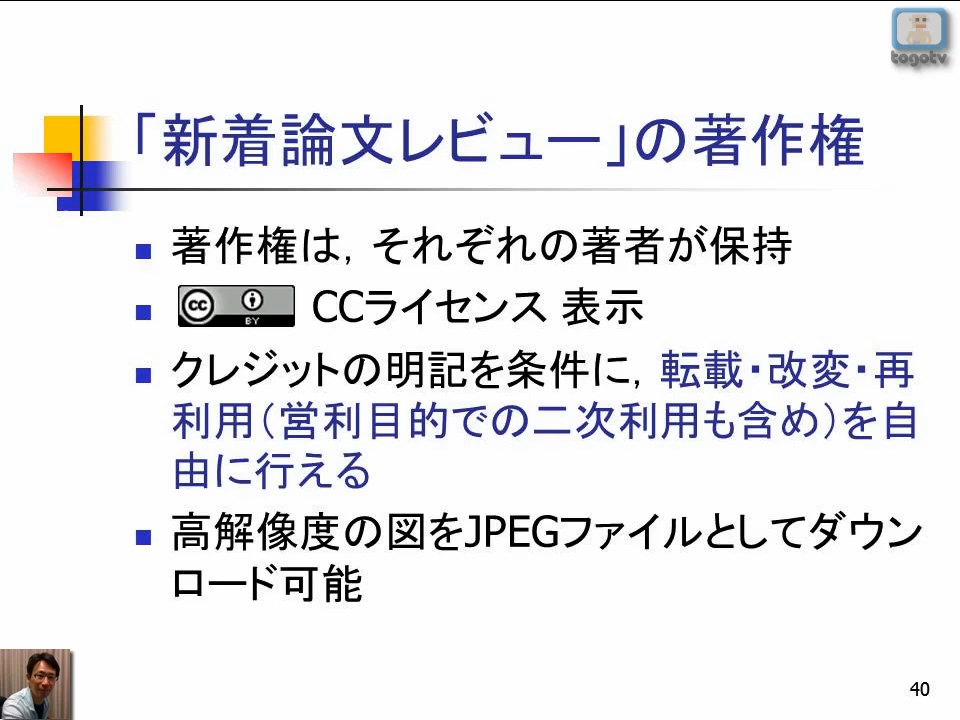 togotv
「新着論文レビュー」の著作権
著作権は，それぞれの著者が保持
cc BY CCライセンス 表示
クレジットの明記を条件に，転載・改変・再
利用（営利目的での二次利用も含め）を自
由に行える
高解像度の図をJPEGファイルとしてダウン
ロード可能
40